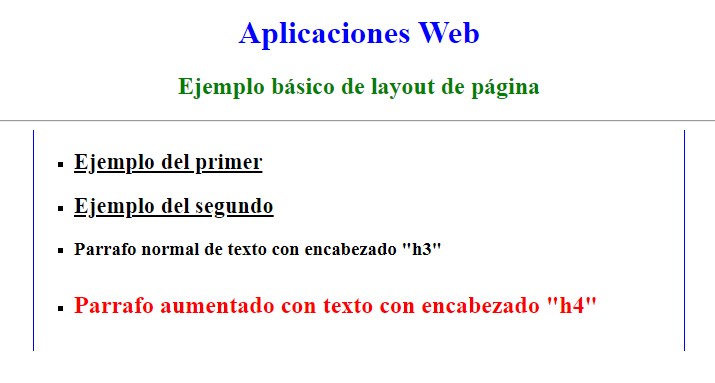 Aplicaciones Web
Ejemplo básico de layout de página
Ejemplo del primer
Ejemplo del segundo
Parrafo normal de texto con encabezado "h3"
Parrafo aumentado con texto con encabezado "h4"